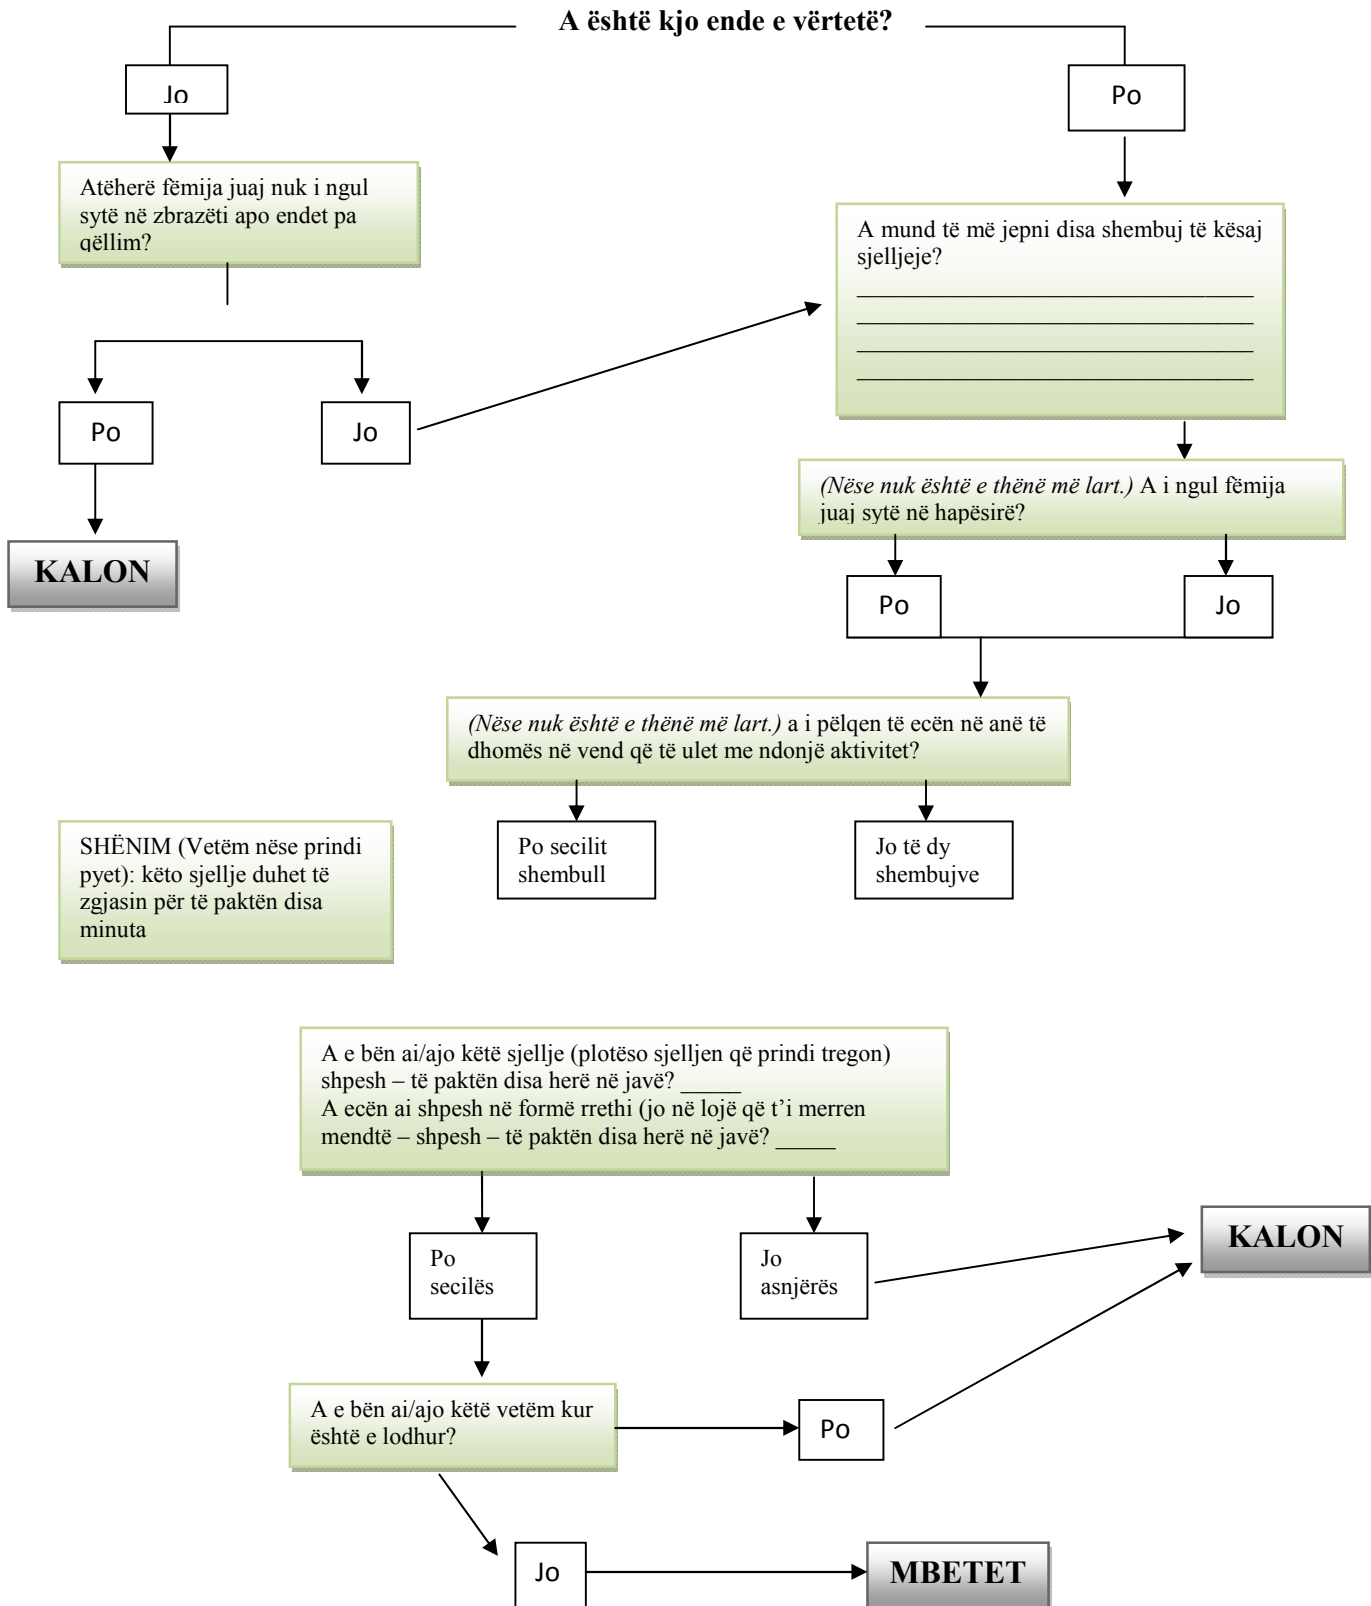 A është kjo ende e vërtetë?
Jo
Po
Atëherë fëmija juaj nuk i ngul
sytë në zbrazëti apo endet pa
qëllim?
A mund të më jepni disa shembuj të kësaj
sjelljeje?
_________________________________
_________________________________
_________________________________
_________________________________
Po
Jo
(Nëse nuk është e thënë më lart.) A i ngul fëmija
juaj sytë në hapësirë?
KALON
Po
Jo
(Nëse nuk është e thënë më lart.) a i pëlqen të ecën në anë të
dhomës në vend që të ulet me ndonjë aktivitet?
Po secilit
shembull
Jo të dy
shembujve
SHËNIM (Vetëm nëse prindi
pyet): këto sjellje duhet të
zgjasin për të paktën disa
minuta
A e bën ai/ajo këtë sjellje (plotëso sjelljen që prindi tregon)
shpesh – të paktën disa herë në javë? _____
A ecën ai shpesh në formë rrethi (jo në lojë që t’i merren
mendtë – shpesh – të paktën disa herë në javë? _____
Po
secilës
Jo
asnjërës
KALON
A e bën ai/ajo këtë vetëm kur
është e lodhur?
Po
Jo
MBETET